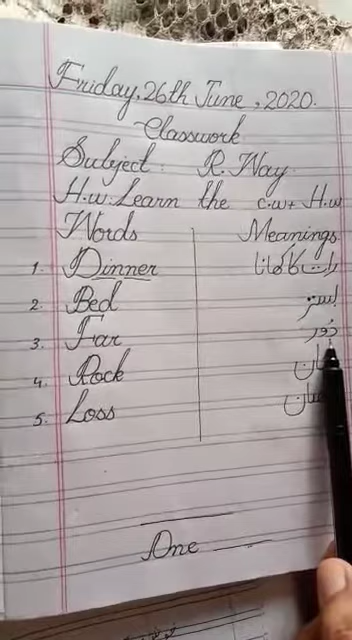 Friday, 26th June, 2020.
Classwork
Subject: R. Way
H.w: Learn the c.w + H.w
Words Meanings
1. Dinner رات کا کھانا
2. Bed بستر
3. Far دُور
4. Rock
5. Loss
One